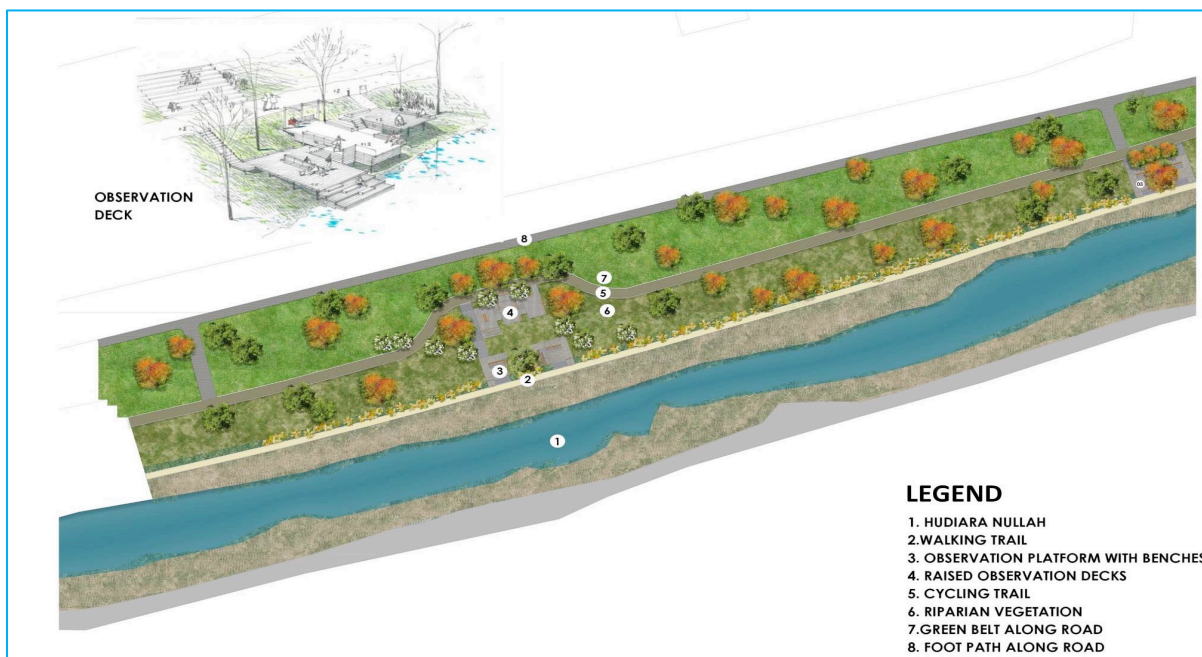 OBSERVATION
DECK
8
7
5
6
4
3
2
1
03
LEGEND
1. HUDIARA NULLAH
2.WALKING TRAIL
3. OBSERVATION PLATFORM WITH BENCHES
4. RAISED OBSERVATION DECKS
5. CYCLING TRAIL
6. RIPARIAN VEGETATION
7.GREEN BELT ALONG ROAD
8. FOOT PATH ALONG ROAD